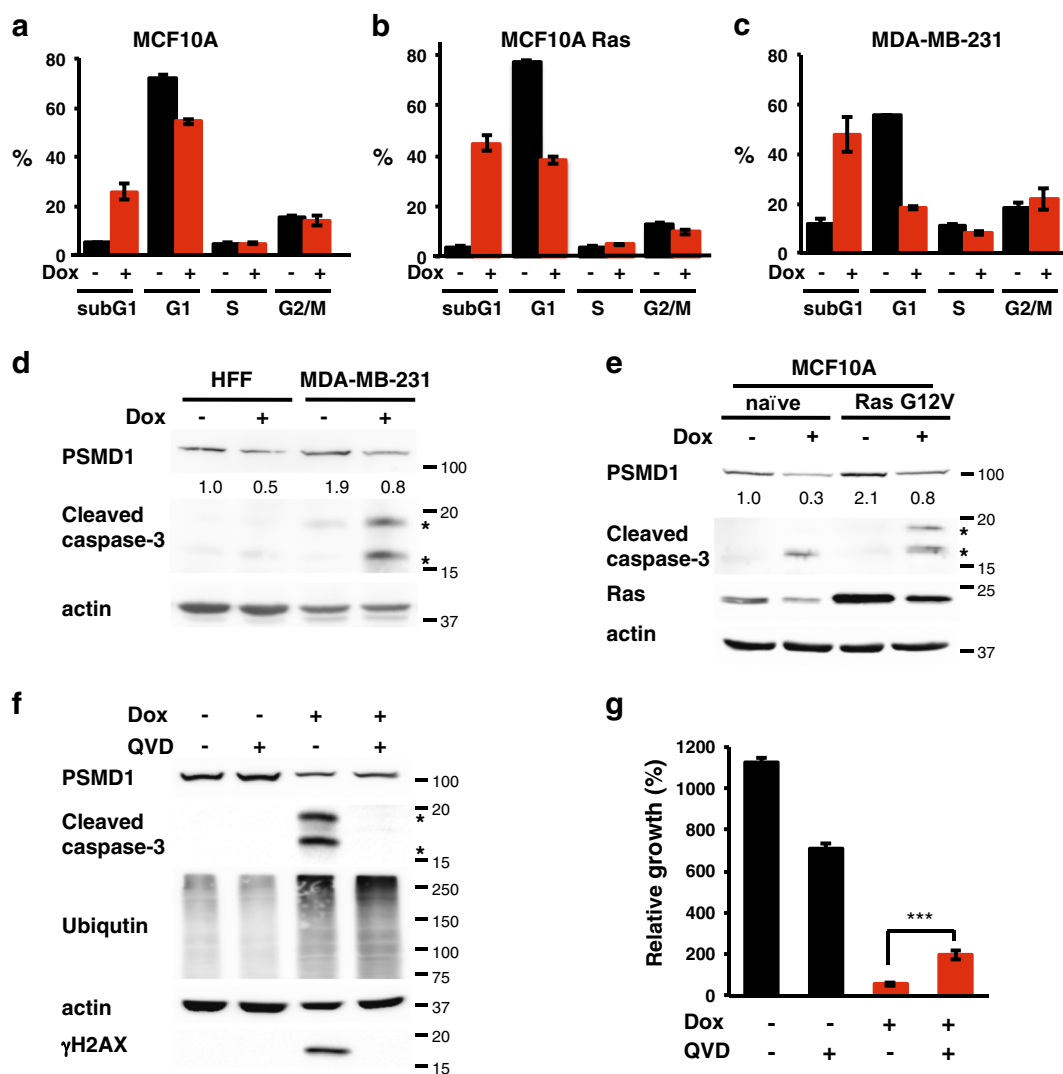 a
MCF10A
80
60
40
20
0
%
Dox - + - + - + - +
subG1 G1 S G2/M
b
MCF10A Ras
80
60
40
20
0
%
Dox - + - + - + - +
subG1 G1 S G2/M
c
MDA-MB-231
80
60
40
20
0
%
Dox - + - + - + - +
subG1 G1 S G2/M
d
HFF MDA-MB-231
Dox - + - +
PSMD1
100
1.0 0.5 1.9 0.8
Cleaved
caspase-3
20
*
*
15
actin
37
e
MCF10A
naïve Ras G12V
Dox - + - +
PSMD1
100
1.0 0.3 2.1 0.8
Cleaved
caspase-3
20
*
*
15
Ras
25
actin
37
f
Dox - - + +
QVD - + - +
PSMD1
100
Cleaved
caspase-3
20
*
*
15
Ubiqutin
250
150
100
75
actin
37
γH2AX
20
15
g
Relative growth (%)
1200
1000
800
600
400
200
0
***
Dox - - + +
QVD - + - +